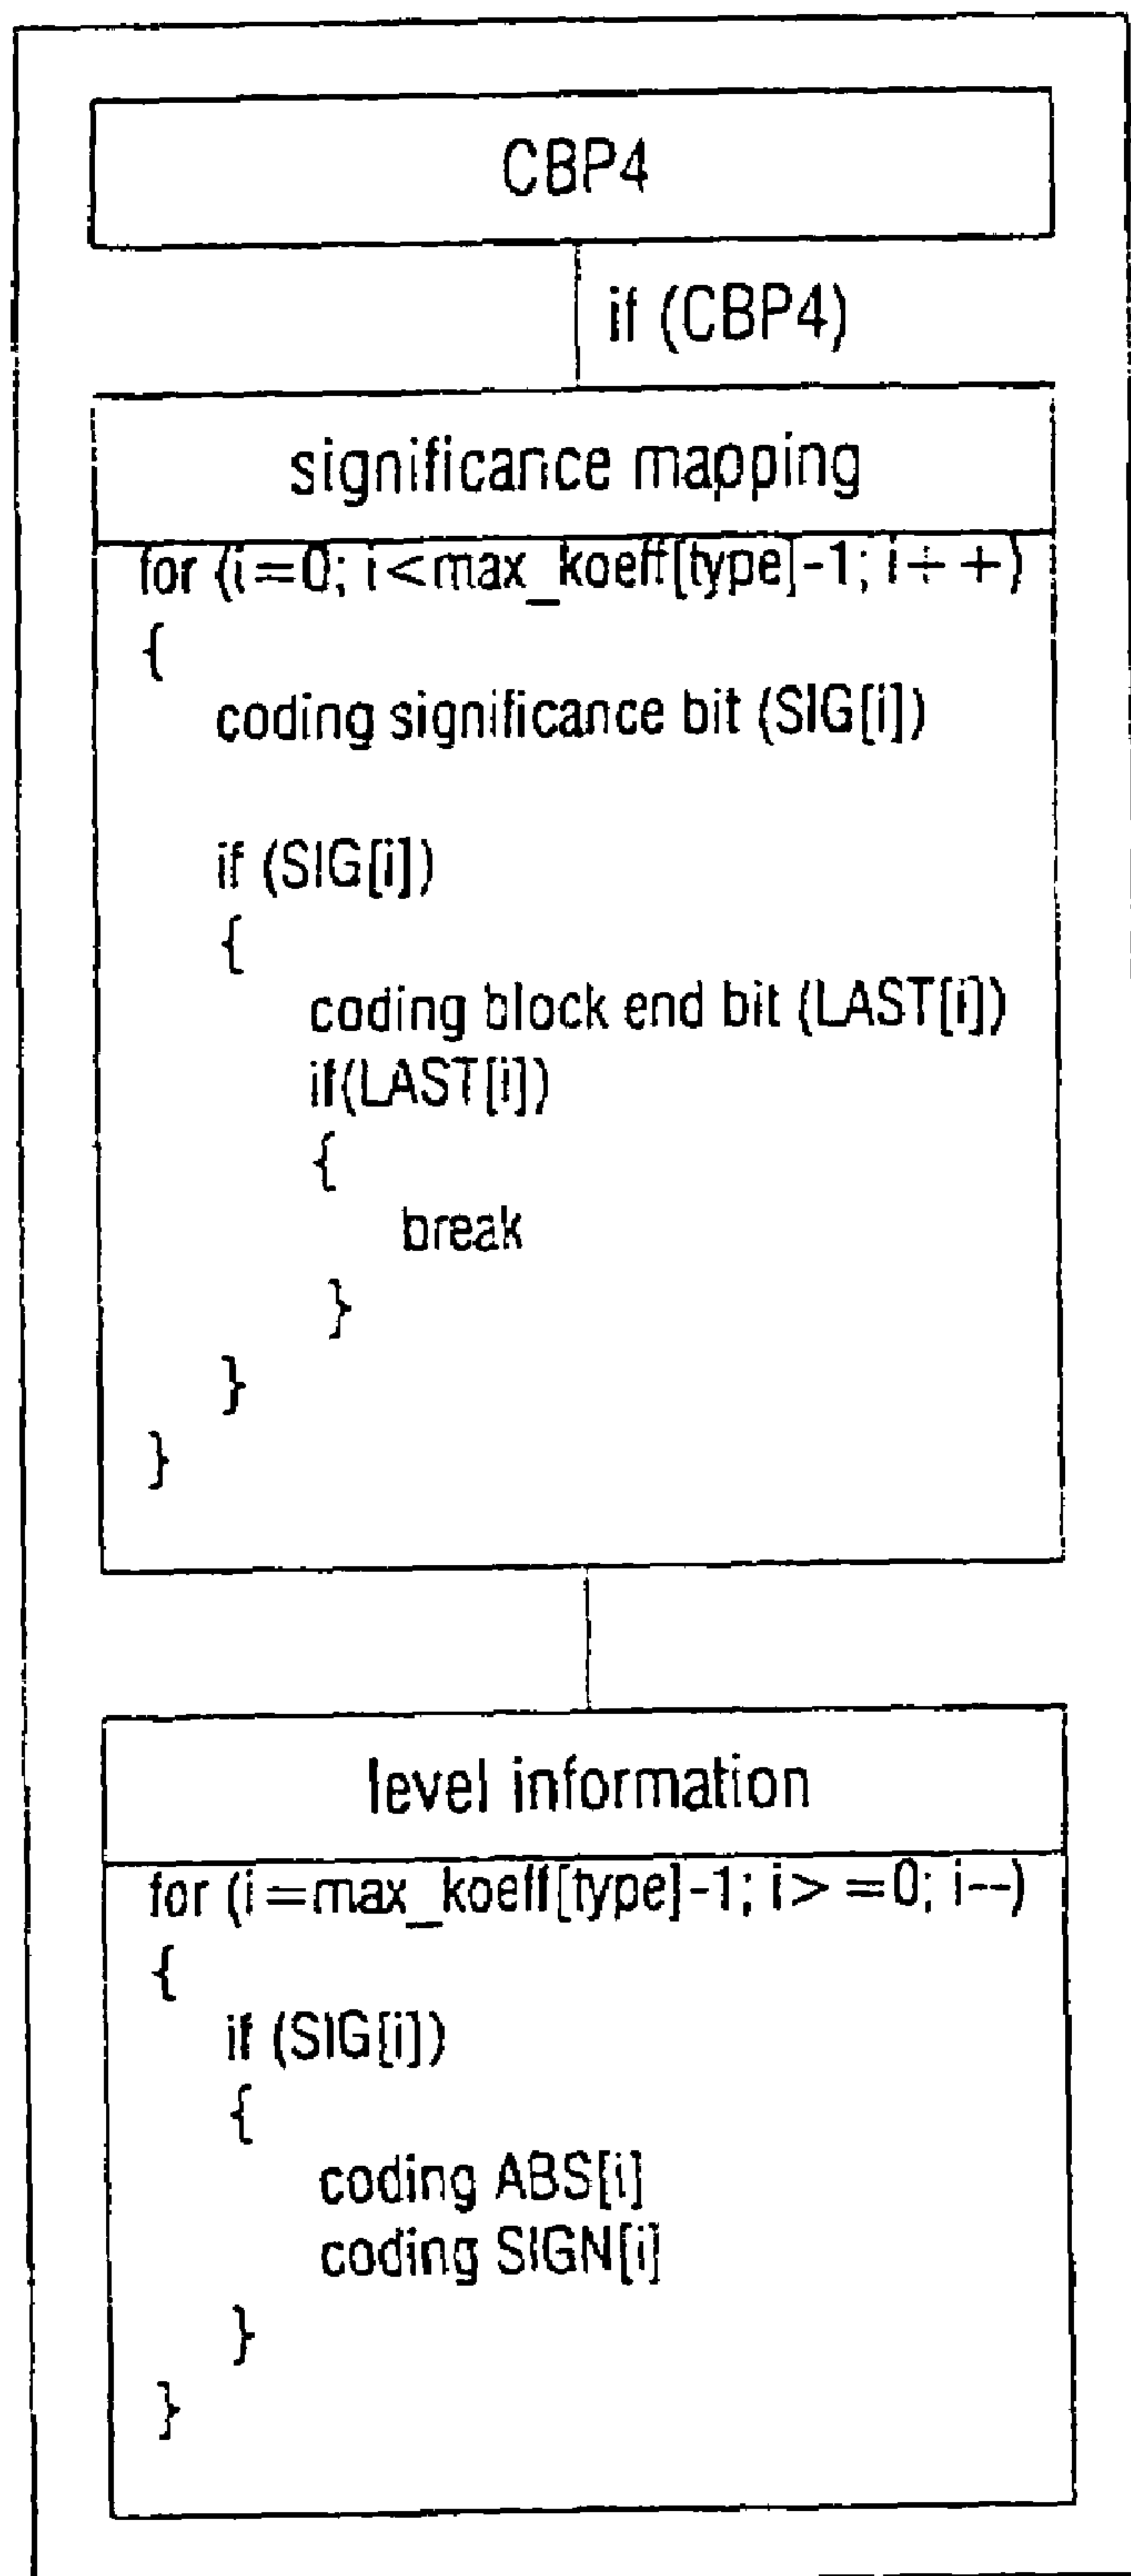 CBP4
if (CBP4)
significance mapping
for (i=0; i<max_koeff[type]-1; i++)
{
coding significance bit (SIG[i])
if (SIG[i])
{
coding block end bit (LAST[i])
if(LAST[i])
{
break
}
}
}
level information
for (i=max_koeff[type]-1; i>=0; i--)
{
if (SIG[i])
{
coding ABS[i]
coding SIGN[i]
}
}